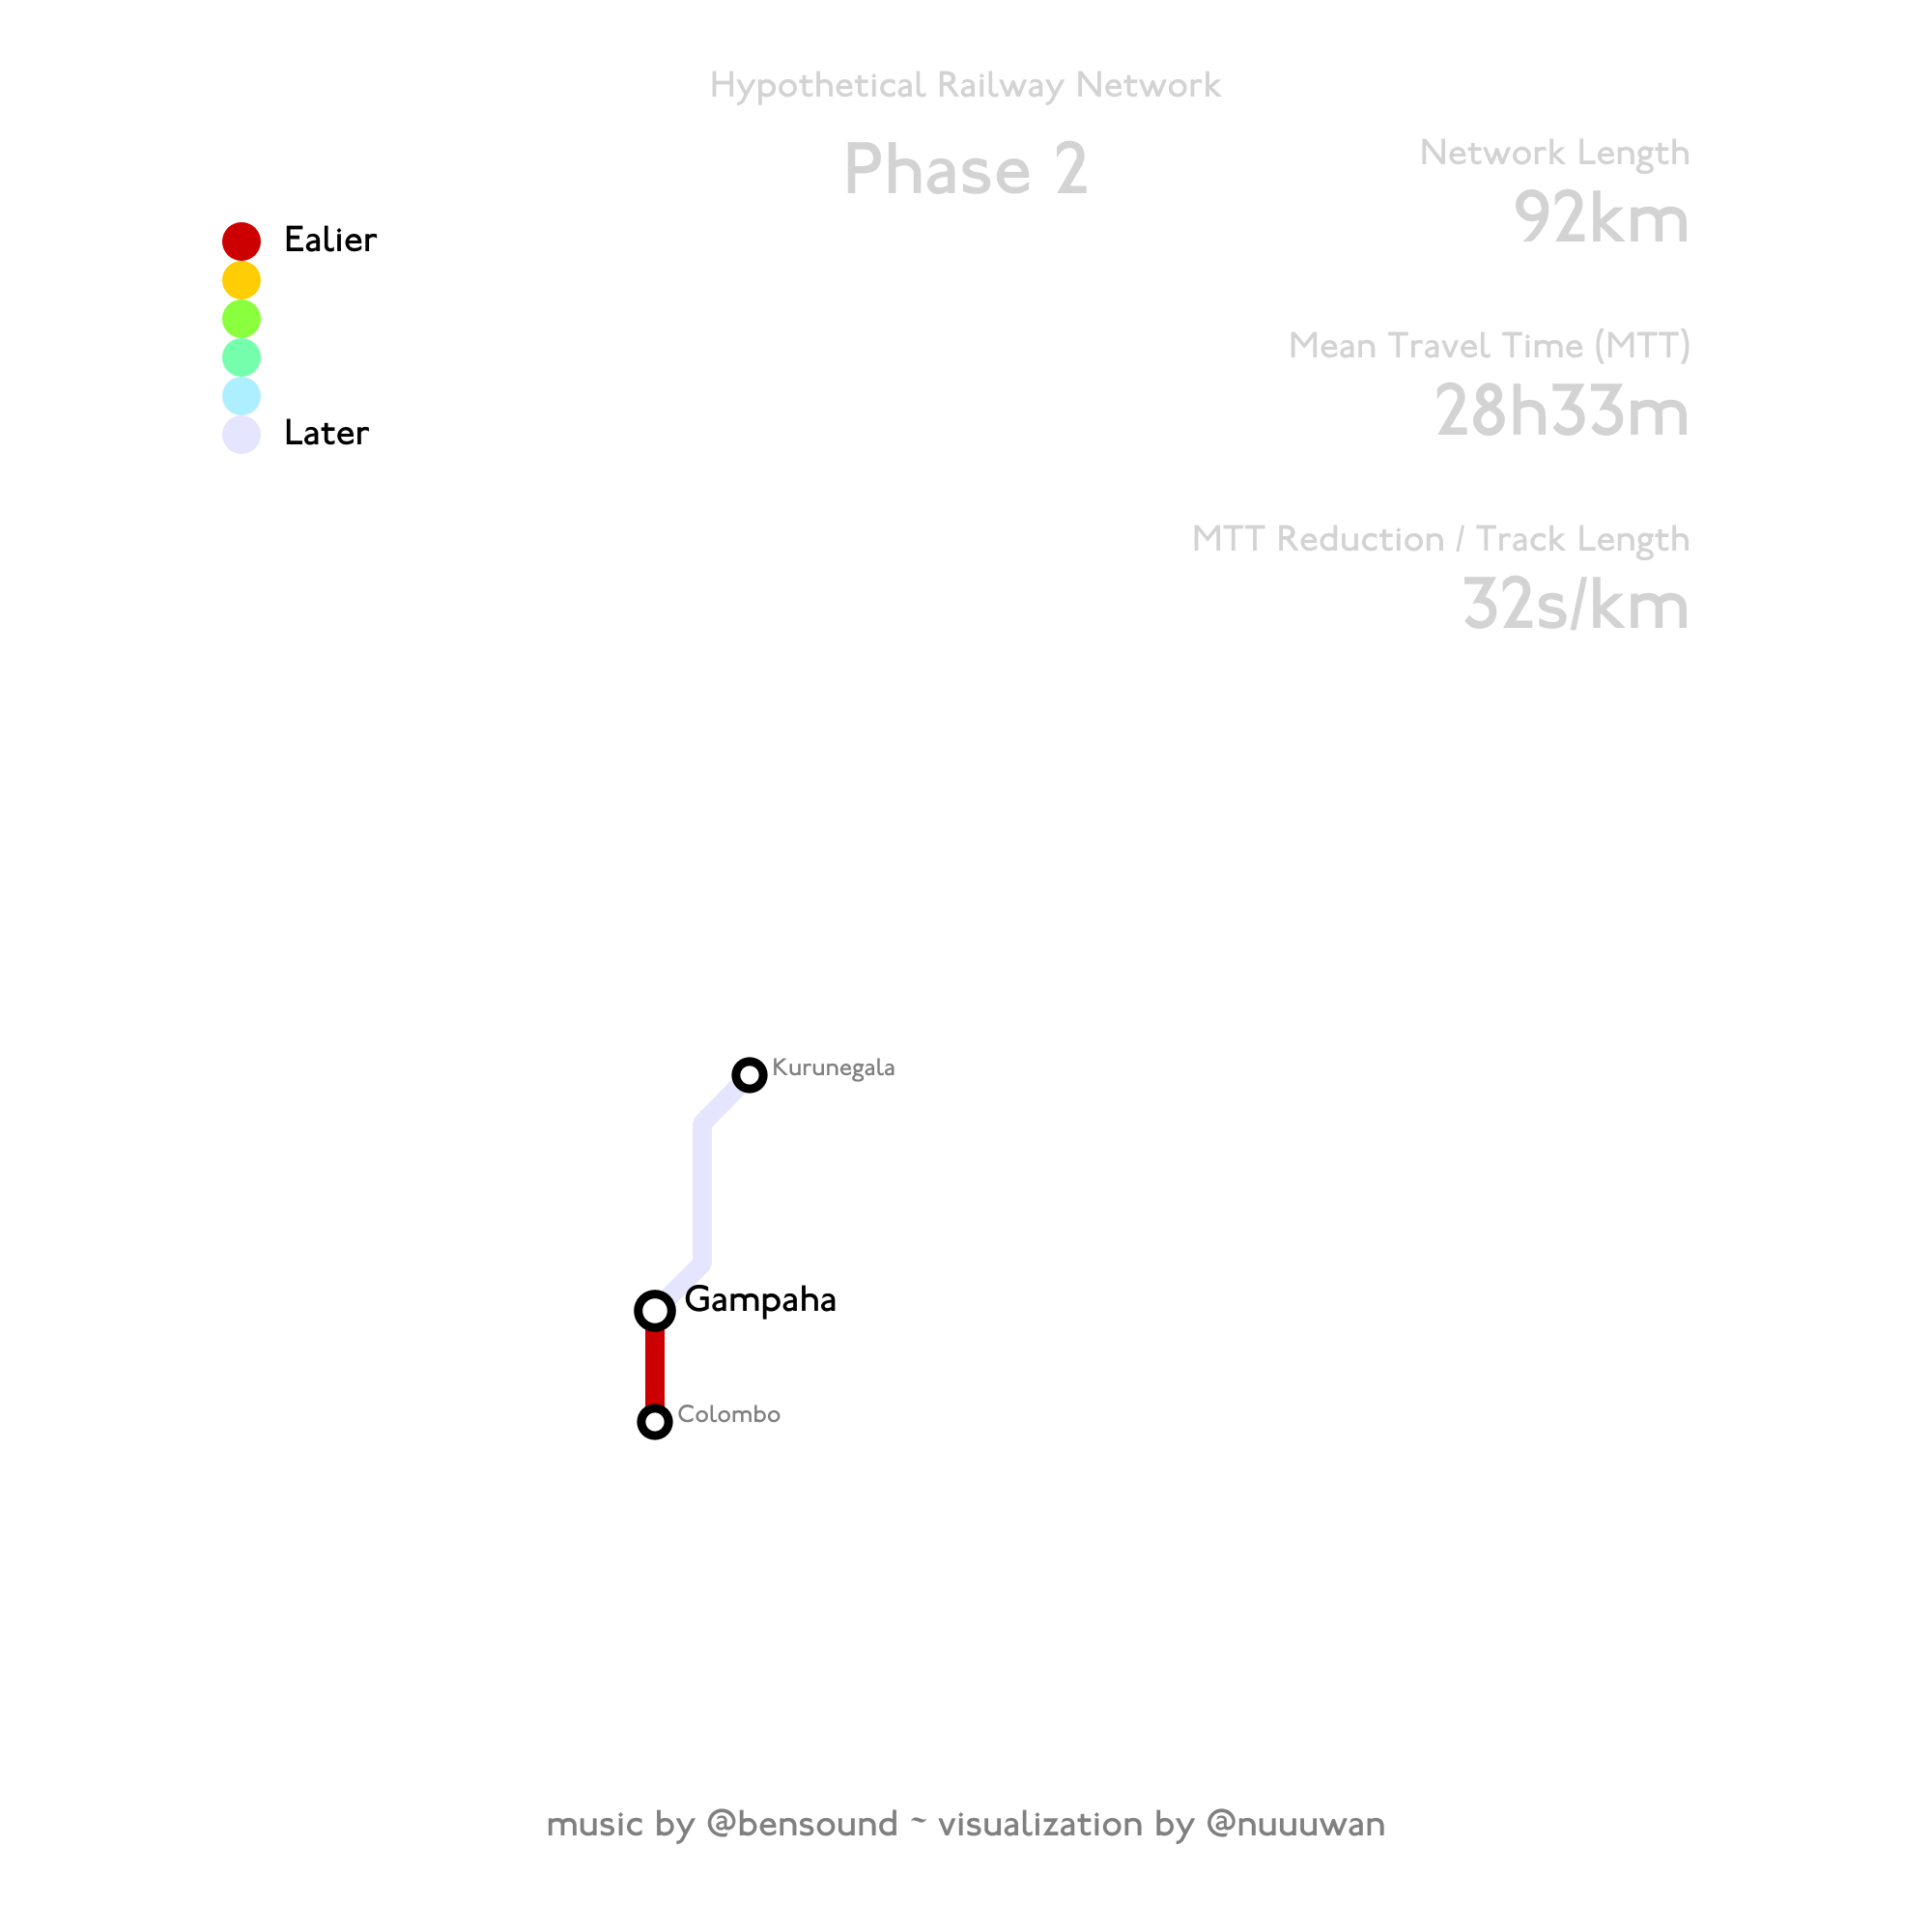 Hypothetical Railway Network
Phase 2
Network Length
92km
Ealier
Later
Mean Travel Time (MTT)
28h33m
MTT Reduction / Track Length
32s/km
Kurunegala
Gampaha
Colombo
music by @bensound ~ visualization by @nuuuwan